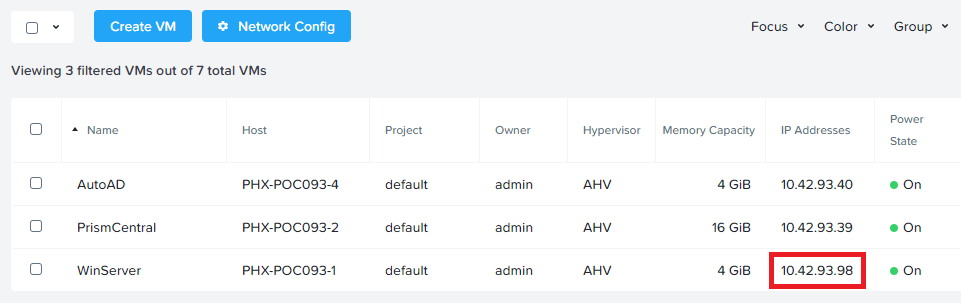 Create VM
Network Config
Focus
Color
Group
Viewing 3 filtered VMs out of 7 total VMs
Name Host Project Owner Hypervisor Memory Capacity IP Addresses Power State
AutoAD PHX-POC093-4 default admin AHV 4 GiB 10.42.93.40 On
PrismCentral PHX-POC093-2 default admin AHV 16 GiB 10.42.93.39 On
WinServer PHX-POC093-1 default admin AHV 4 GiB 10.42.93.98 On